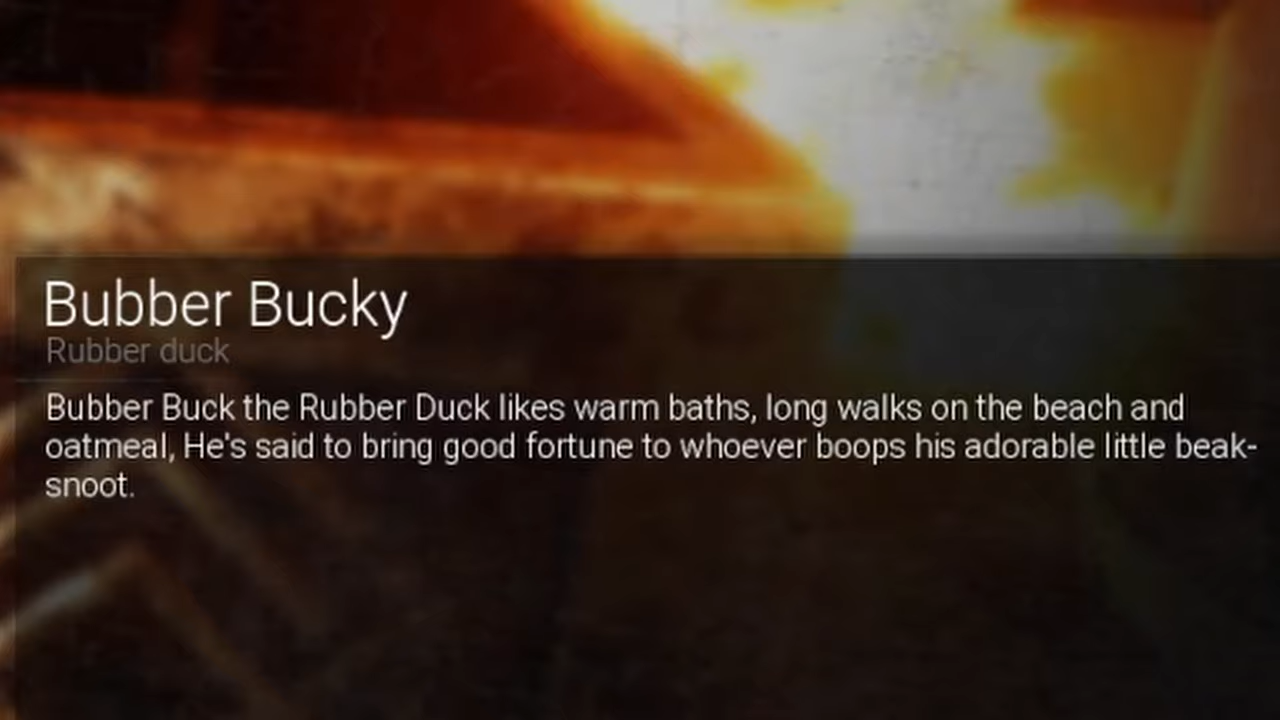 Bubber Bucky
Rubber duck
Bubber Buck the Rubber Duck likes warm baths, long walks on the beach and
oatmeal, He's said to bring good fortune to whoever boops his adorable little beak-
snoot.